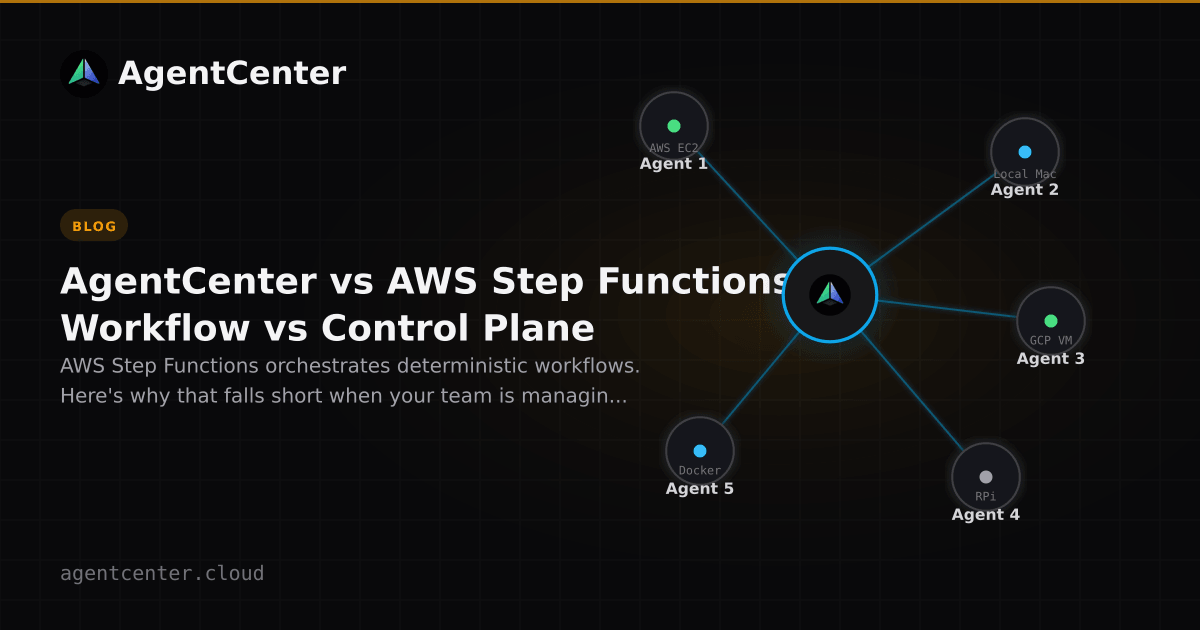 AgentCenter
BLOG
AgentCenter vs AWS Step Functions
Workflow vs Control Plane
AWS Step Functions orchestrates deterministic workflows.
Here's why that falls short when your team is managin...
agentcenter.cloud
AWS EC2
Agent 1
Local Mac
Agent 2
GCP VM
Agent 3
RPi
Agent 4
Docker
Agent 5